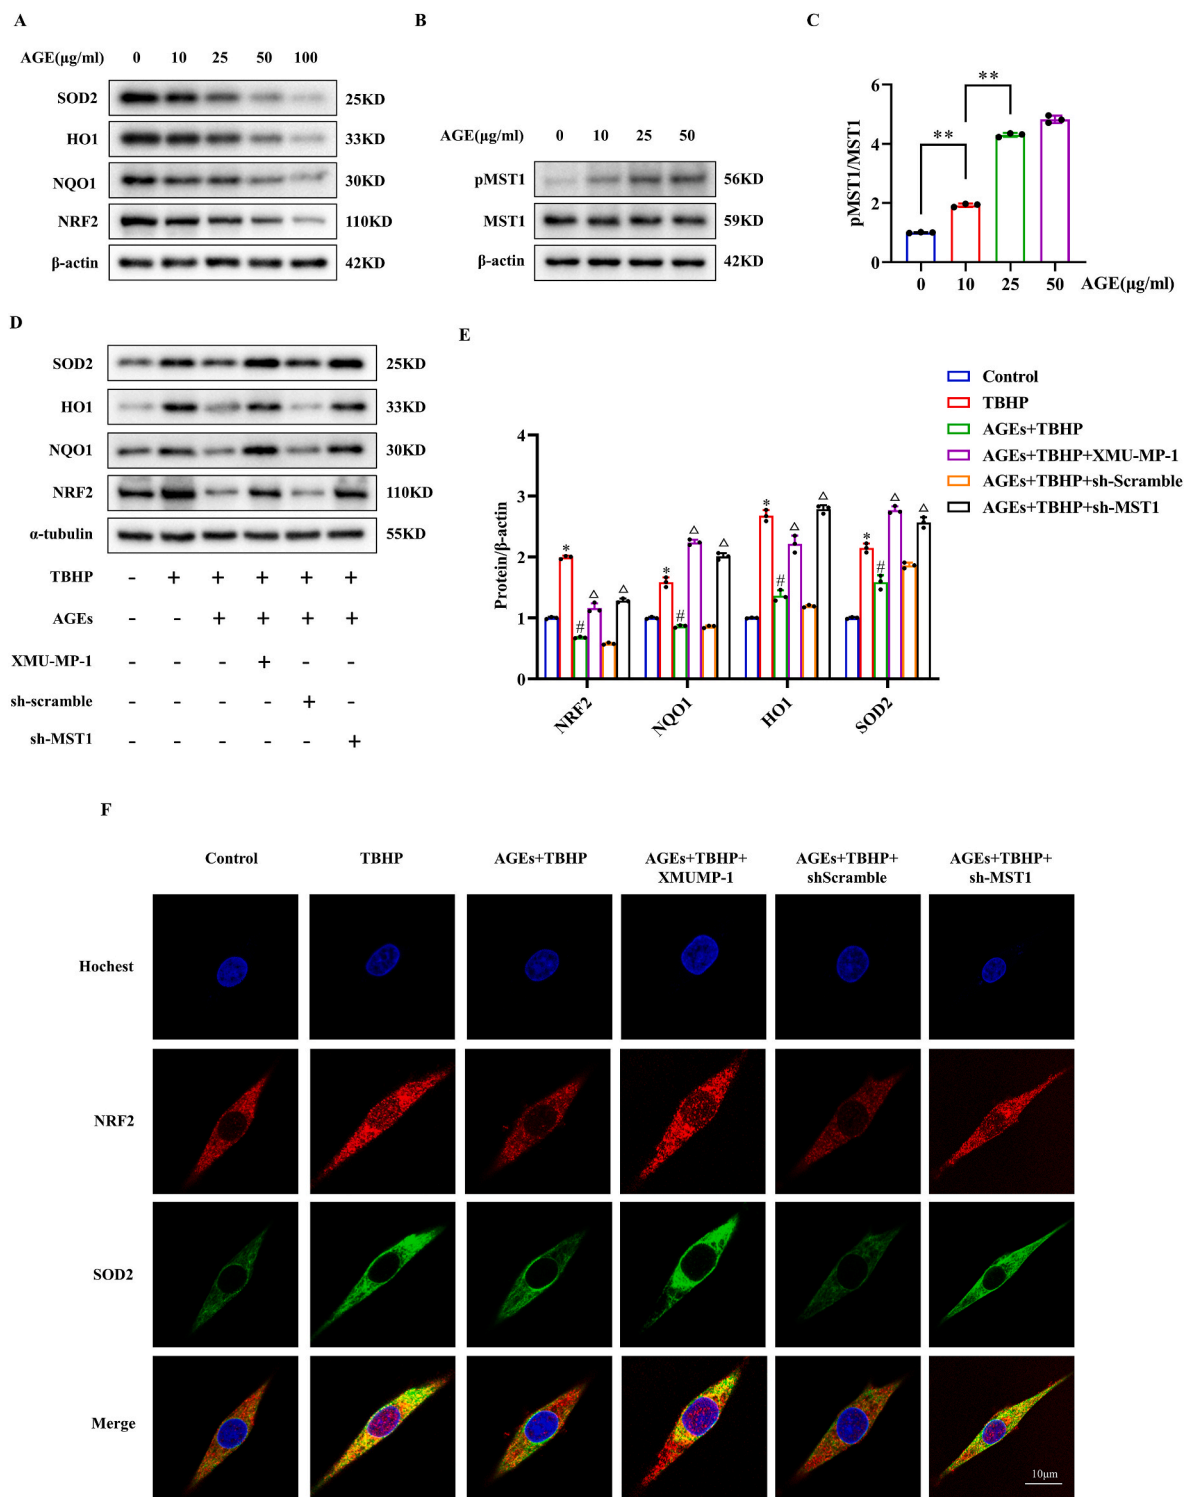 A
AGE(μg/ml) 0 10 25 50 100
SOD2 25KD
HO1 33KD
NQO1 30KD
NRF2 110KD
β-actin 42KD
B
AGE(μg/ml) 0 10 25 50
pMST1 56KD
MST1 59KD
β-actin 42KD
C
pMST1/MST1
6
4
2
0
** **
0 10 25 50 AGE(μg/ml)
D
SOD2 25KD
HO1 33KD
NQO1 30KD
NRF2 110KD
α-tubulin 55KD
TBHP - + + + + +
AGEs - - + + + +
XMU-MP-1 - - - + - -
sh-scramble - - - - + -
sh-MST1 - - - - - +
E
Control
TBHP
AGEs+TBHP
AGEs+TBHP+XMU-MP-1
AGEs+TBHP+sh-Scramble
AGEs+TBHP+sh-MST1
Protein/β-actin
4
3
2
1
0
* # △ △ * # △ △ * # △ △ * # △ △
NRF2 NQO1 HO1 SOD2
F
Control TBHP AGEs+TBHP AGEs+TBHP+ AGEs+TBHP+ AGEs+TBHP+
XMUMP-1 shScramble sh-MST1
Hochest
NRF2
SOD2
Merge
10μm